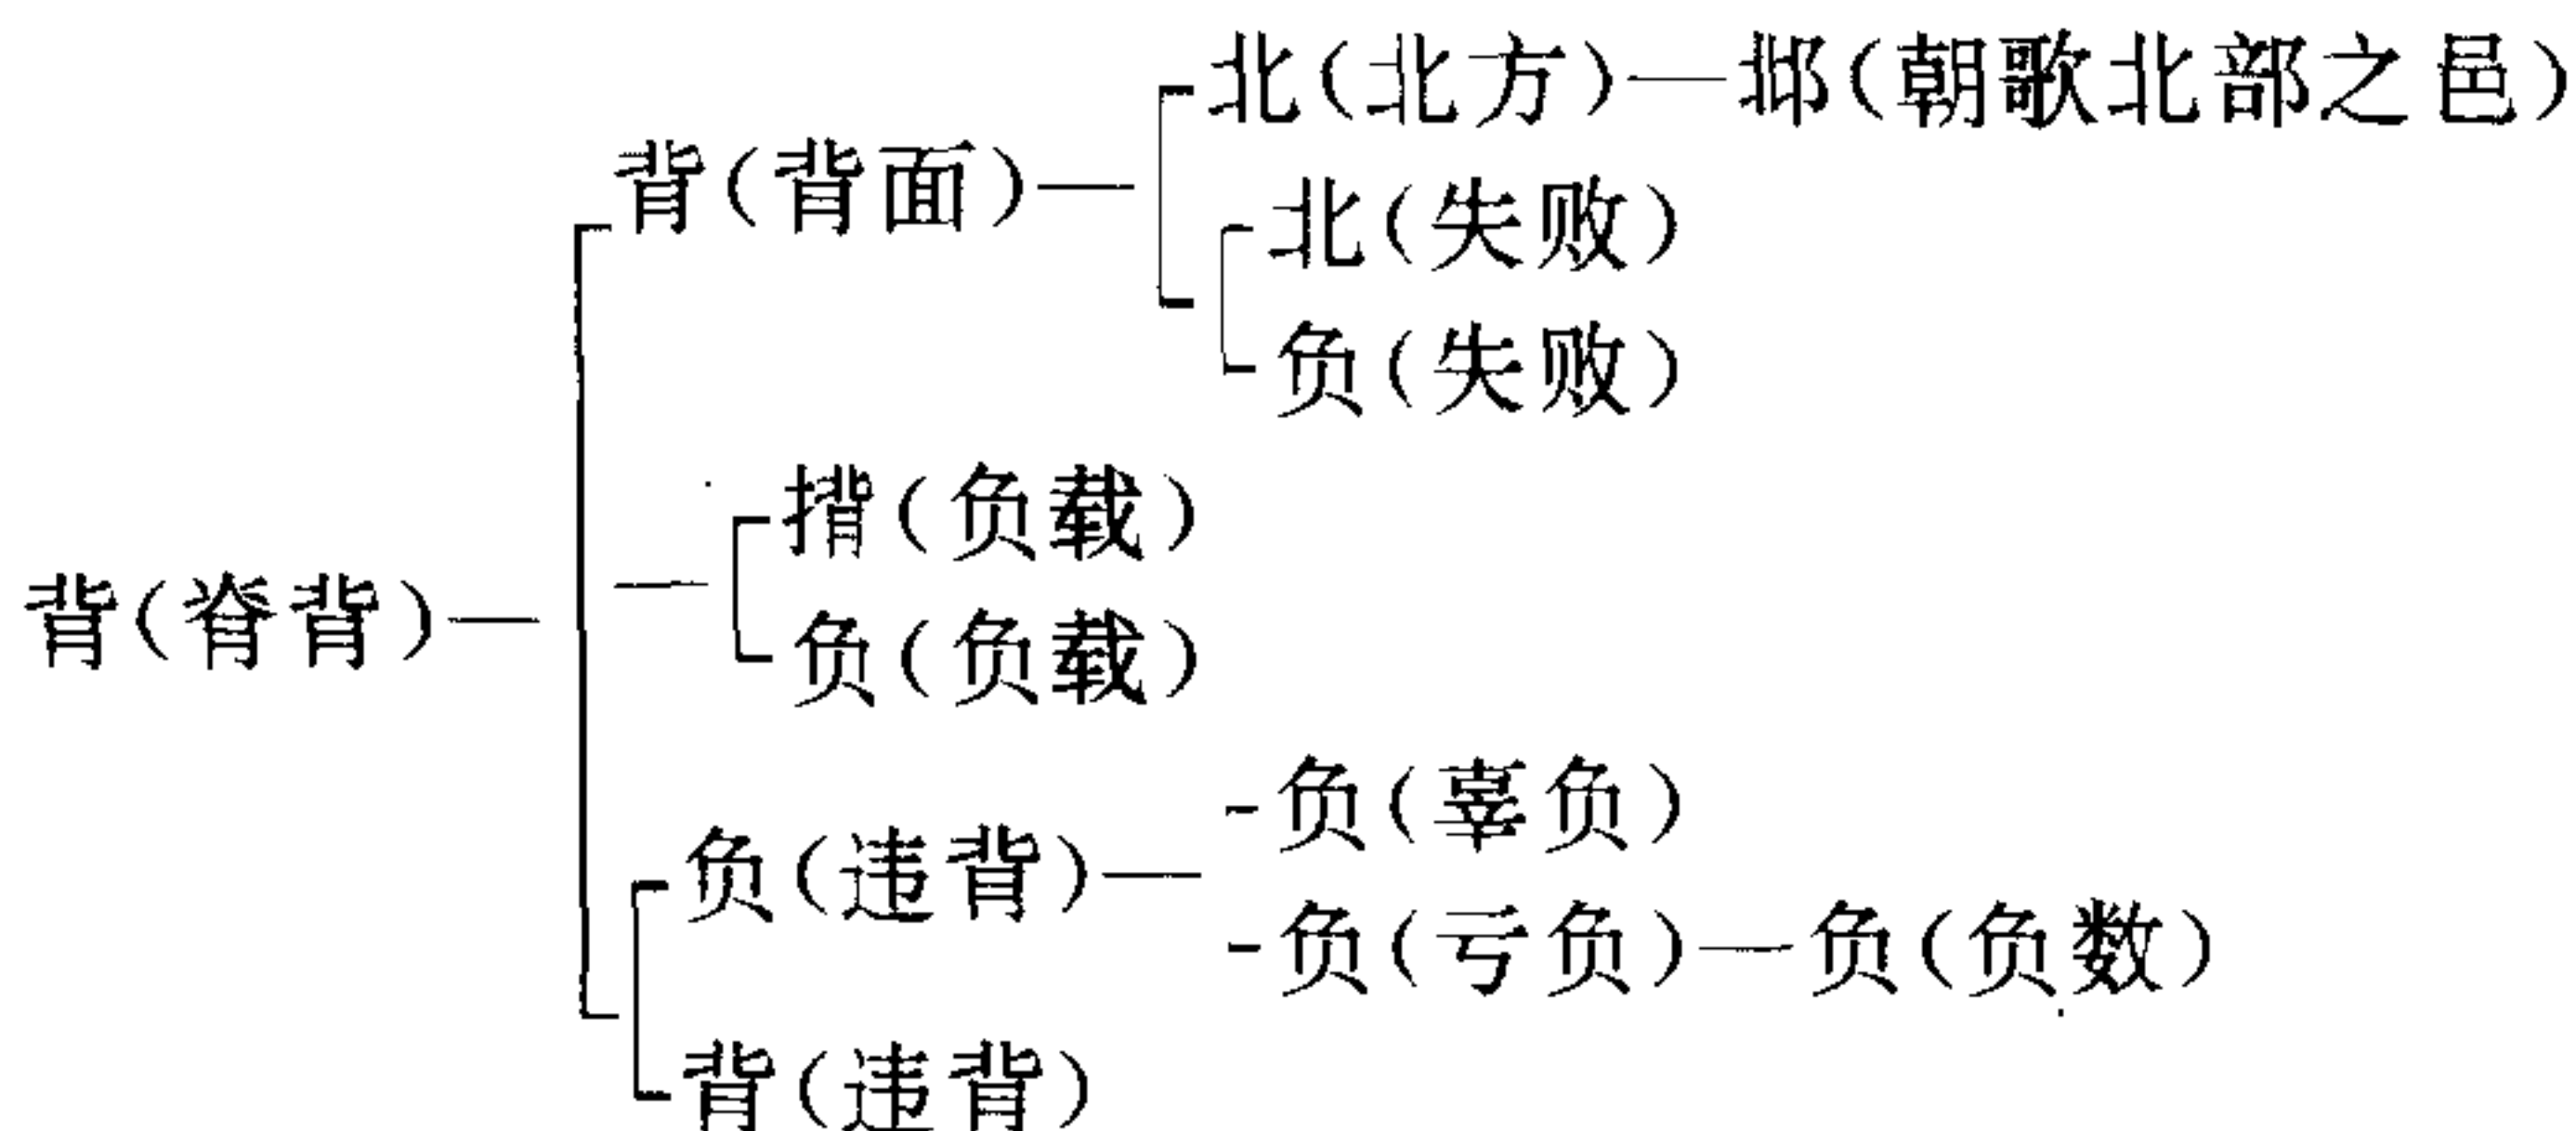 北(北方)—邶(朝歌北部之邑)
背(背面)—
北(失败)
负(失败)
揹(负载)
背(脊背)—
负(负载)
负(辜负)
负(违背)—
负(亏负)—负(负数)
背(违背)